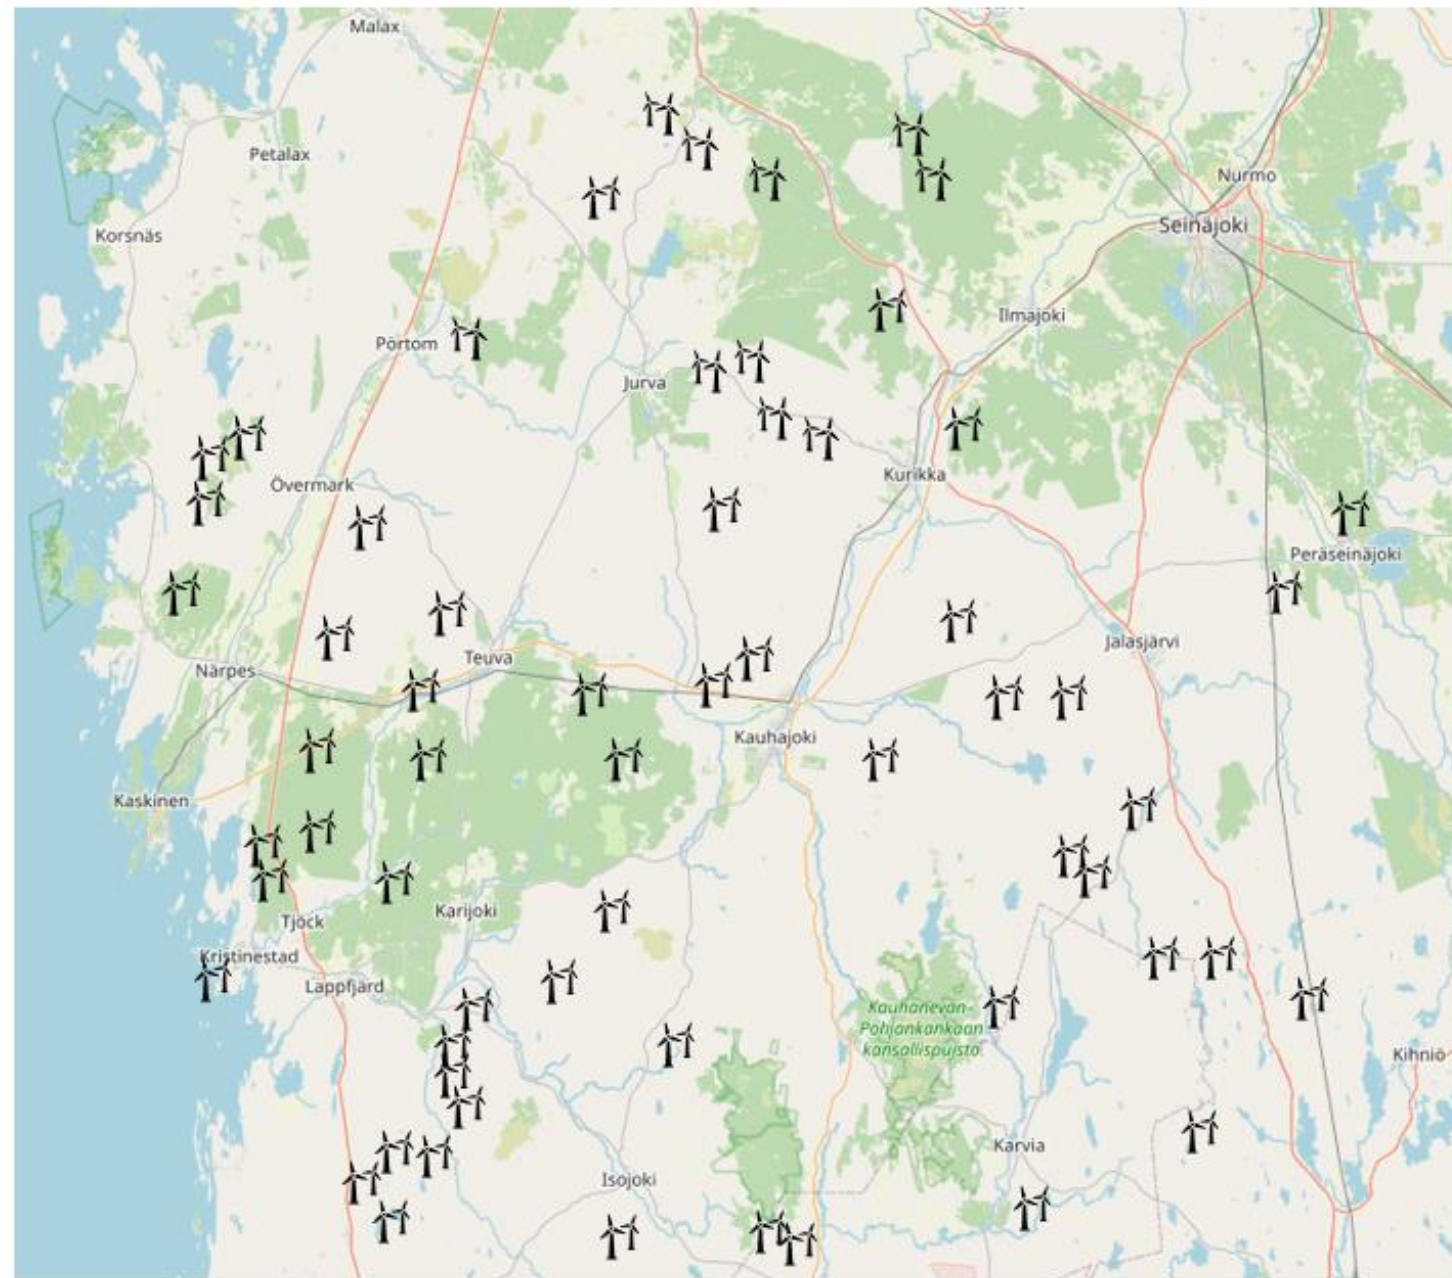 Malax
Petalax
Nurmo
Seinäjoki
Korsnäs
Ilmajoki
Pörtom
Jurva
Kurikka
Övermark
Peräseinäjoki
Jalasjärvi
Teuva
Närpes
Kauhajoki
Kaskinen
Karijoki
Tjöck
Kristinestad
Lappfjärd
Kauhanevan-
Pohjankankaan
kansallispuisto
Kihniö
Karvia
Isojoki